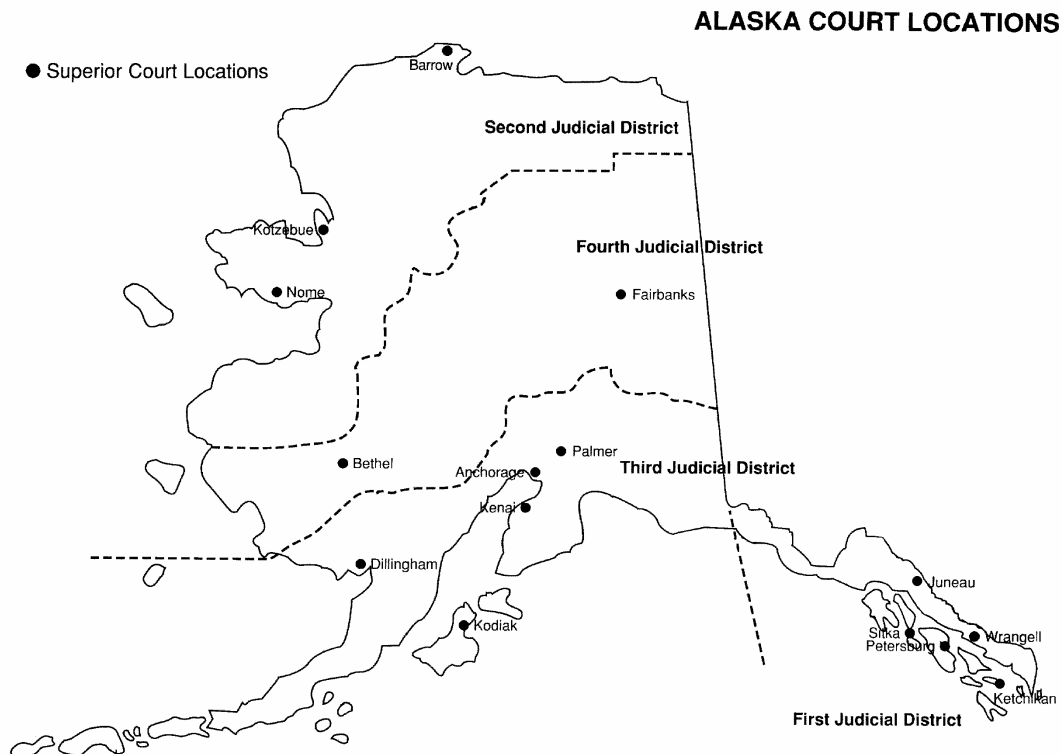 ALASKA COURT LOCATIONS
Superior Court Locations
Barrow
Second Judicial District
Kotzebue
Fourth Judicial District
Nome
Fairbanks
Palmer
Bethel
Anchorage
Third Judicial District
Kenai
Dillingham
Juneau
Kodiak
Sitka
Wrangell
Petersburg
Ketchikan
First Judicial District